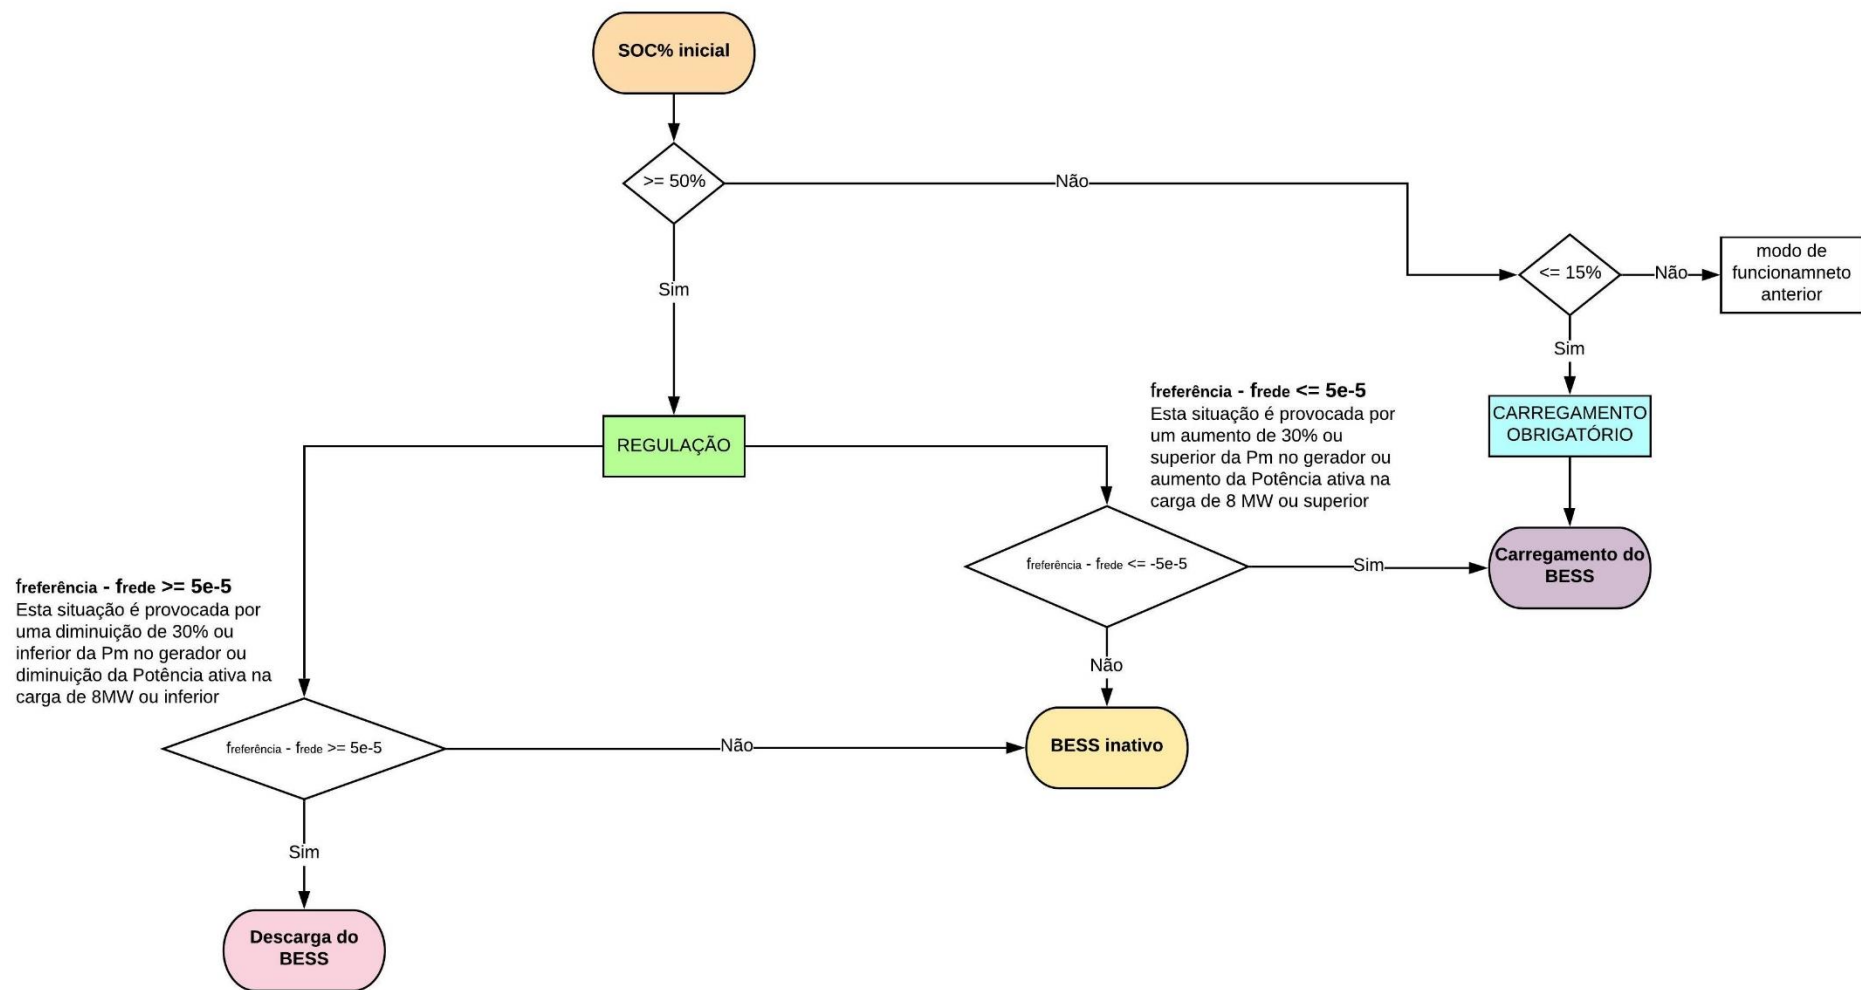 SOC% inicial
>= 50%
Não
Sim
<= 15%
Não
modo de
funcionamneto
anterior
Sim
REGULAÇÃO
freferência - frede <= 5e-5
Esta situação é provocada por
um aumento de 30% ou
superior da Pm no gerador ou
aumento da Potência ativa na
carga de 8 MW ou superior
CARREGAMENTO
OBRIGATÓRIO
freferência - frede <= -5e-5
Sim
Carregamento do
BESS
Não
freferência - frede >= 5e-5
Esta situação é provocada por
uma diminuição de 30% ou
inferior da Pm no gerador ou
diminuição da Potência ativa na
carga de 8MW ou inferior
freferência - frede >= 5e-5
Não
BESS inativo
Sim
Descarga do
BESS